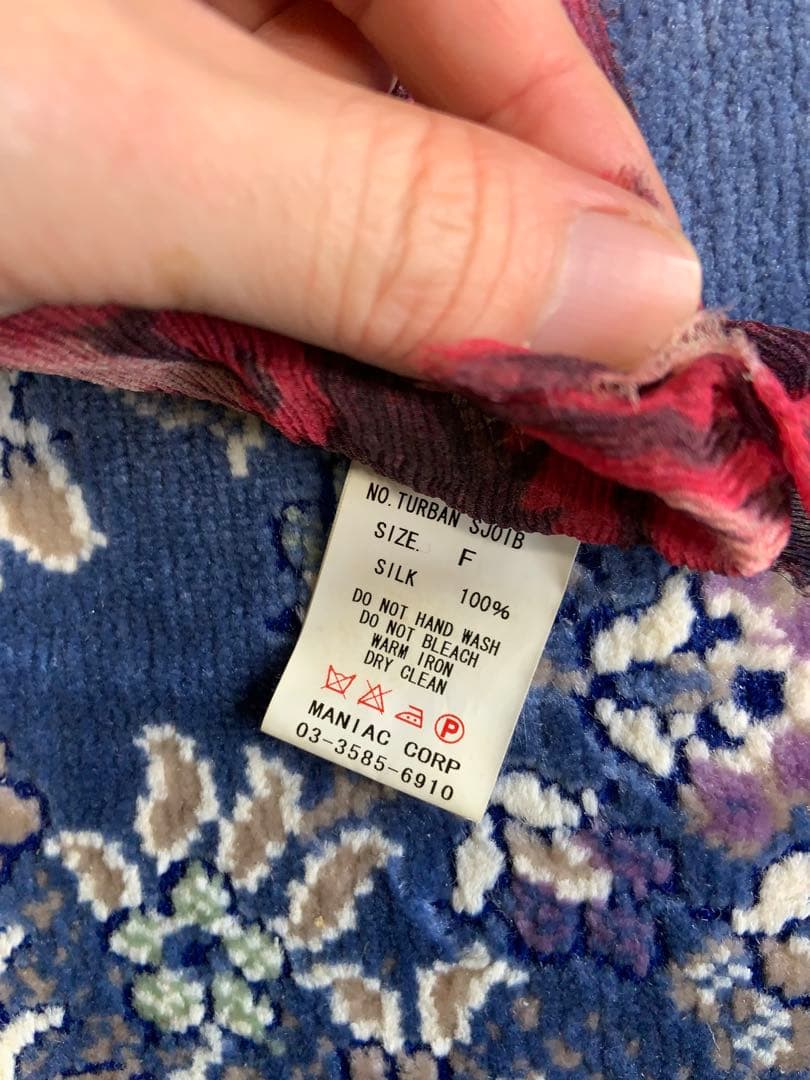 NO. TURBAN SJ01B
SIZE. F
SILK 100%
DO NOT HAND WASH
DO NOT BLEACH
WARM IRON
DRY CLEAN
P
MANIAC CORP
03-3585-6910